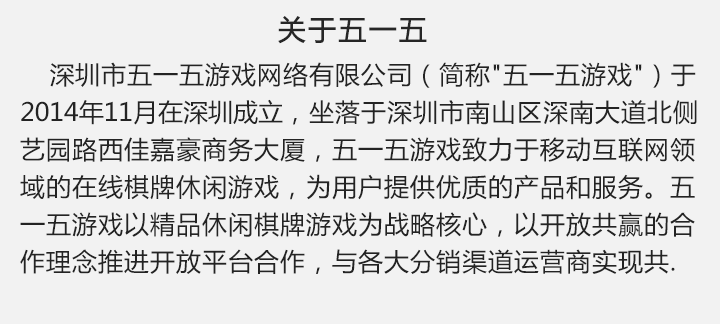 关于五一五
深圳市五一五游戏网络有限公司（简称"五一五游戏"）于
2014年11月在深圳成立，坐落于深圳市南山区深南大道北侧
艺园路西佳嘉豪商务大厦，五一五游戏致力于移动互联网领
域的在线棋牌休闲游戏，为用户提供优质的产品和服务。五
一五游戏以精品休闲棋牌游戏为战略核心，以开放共赢的合
作理念推进开放平台合作，与各大分销渠道运营商实现共.